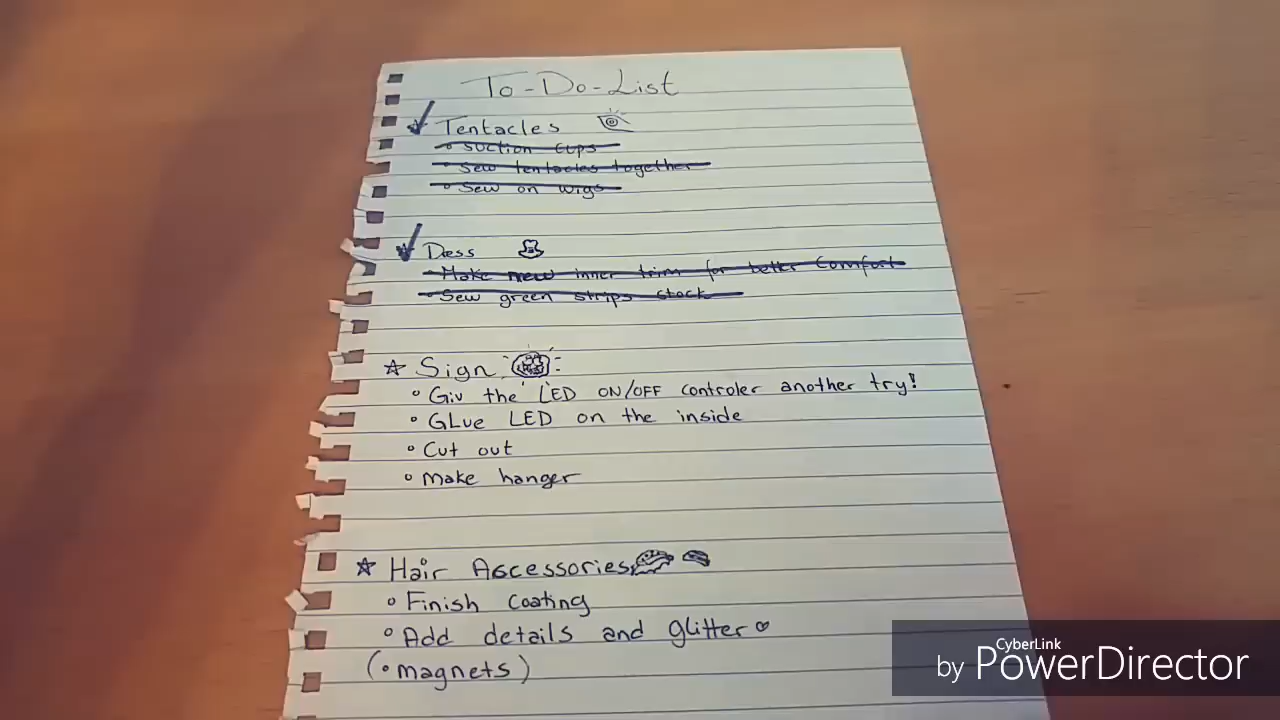 To-Do-List
Tentacles
• suction cups
• Sew tentacles together
• Sew on wigs
Dess
• Make new inner trim for better comfort
• Sew green strips stock
☆ Sign
• Giv the LED ON/OFF controler another try!
• GLue LED on the inside
• Cut out
• Make hanger
☆ Hair Accessories
• Finish coating
• Add details and glitter ♡
(• magnets)
CyberLink
by PowerDirector